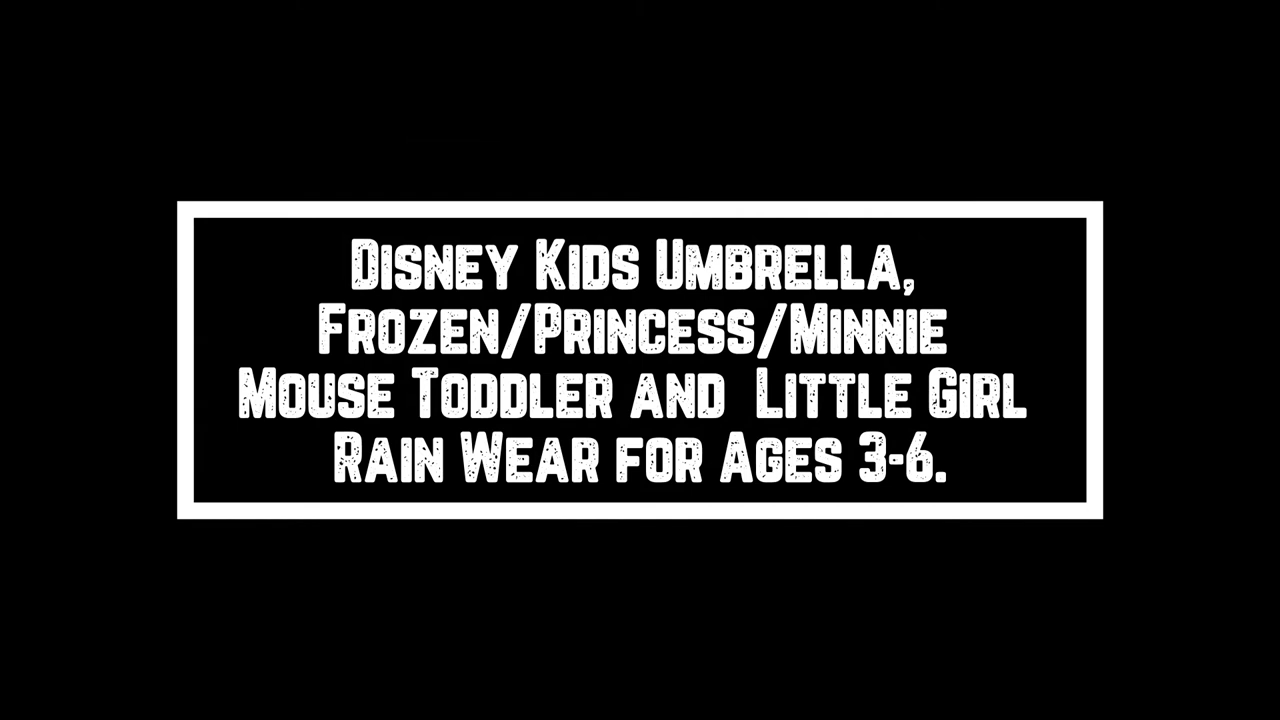 Disney Kids Umbrella,
Frozen/Princess/Minnie
Mouse Toddler and  Little Girl
Rain Wear for Ages 3-6.